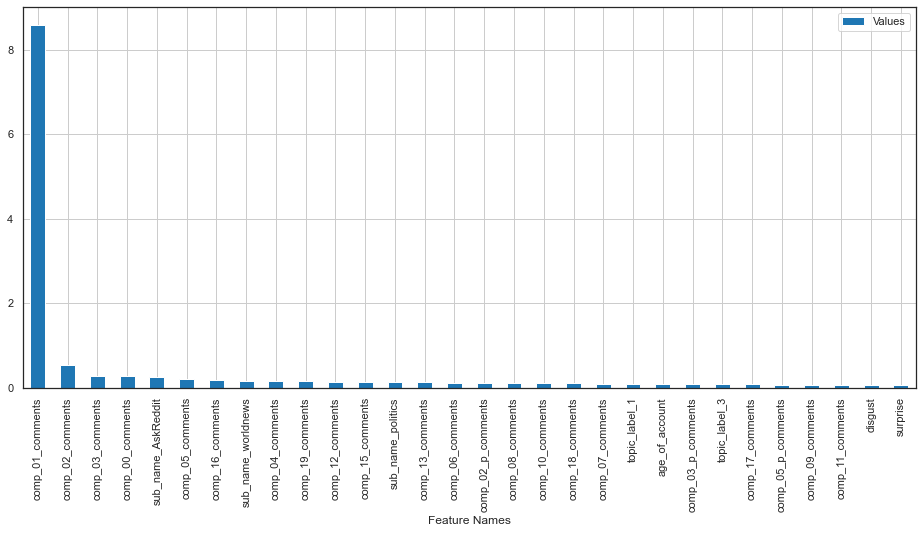 Values
8
6
4
2
0
comp_01_comments
comp_02_comments
comp_03_comments
comp_00_comments
sub_name_AskReddit
comp_05_comments
comp_16_comments
sub_name_worldnews
comp_04_comments
comp_19_comments
comp_12_comments
comp_15_comments
sub_name_politics
comp_13_comments
comp_06_comments
comp_02_p_comments
comp_08_comments
comp_10_comments
comp_18_comments
comp_07_comments
topic_label_1
age_of_account
comp_03_p_comments
topic_label_3
comp_17_comments
comp_05_p_comments
comp_09_comments
comp_11_comments
disgust
surprise
Feature Names